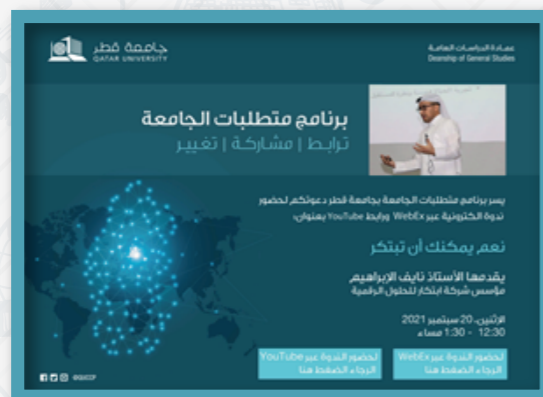 جامعة قطر
QATAR UNIVERSITY
عمادة الدراسات العامة
Deanship of General Studies
برنامج متطلبات الجامعة
ترابط | مشاركة | تغيير
يسر برنامج متطلبات الجامعة بجامعة قطر دعوتكم لحضور
ندوة الكترونية عبر WebEx ورابط YouTube بعنوان:
نعم يمكنك أن تبتكر
يقدمها الأستاذ نايف الإبراهيم
مؤسس شركة ابتكار للحلول الرقمية
الإثنين، 20 سبتمبر 2021
12:30 - 1:30 مساء
لحضور الندوة عبر WebEx
الرجاء الضغط هنا
لحضور الندوة عبر YouTube
الرجاء الضغط هنا